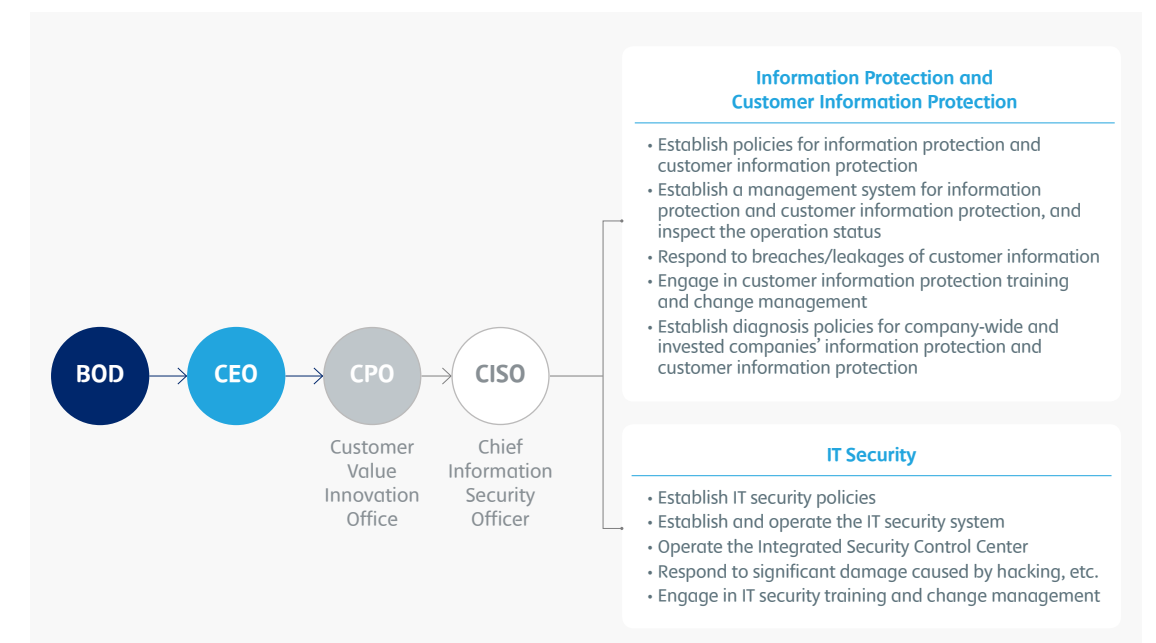 Information Protection and
Customer Information Protection
• Establish policies for information protection and
customer information protection
• Establish a management system for information
protection and customer information protection, and
inspect the operation status
• Respond to breaches/leakages of customer information
• Engage in customer information protection training
and change management
• Establish diagnosis policies for company-wide and
invested companies’ information protection and
customer information protection
BOD
CEO
CPO
CISO
Customer
Value
Innovation
Office
Chief
Information
Security
Officer
IT Security
• Establish IT security policies
• Establish and operate the IT security system
• Operate the Integrated Security Control Center
• Respond to significant damage caused by hacking, etc.
• Engage in IT security training and change management